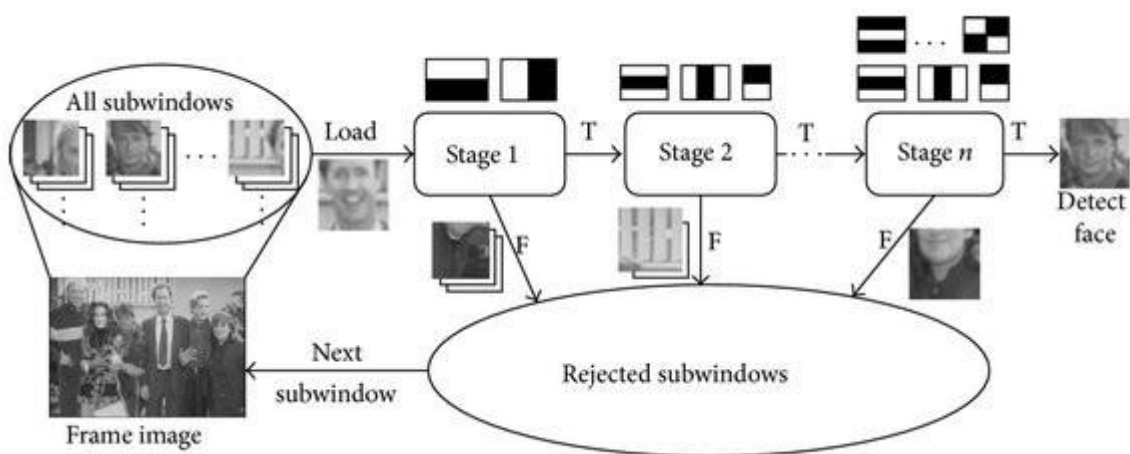 All subwindows
. . .
Load
Stage 1
T
Stage 2
T
. . .
Stage n
T
Detect
face
F
F
F
Rejected subwindows
Next
subwindow
Frame image